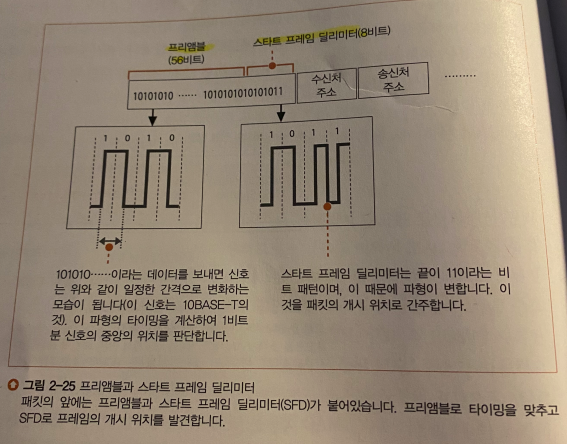 프리앰블
(56비트)
스타트 프레임 딜리미터(8비트)
10101010 …… 1010101010101011
수신처
주소
송신처
주소
………
1 0 1 0
1 0 1 1
101010……이라는 데이터를 보내면 신호
는 위와 같이 일정한 간격으로 변화하는
모습이 됩니다(이 신호는 10BASE-T의
것). 이 파형의 타이밍을 계산하여 1비트
분 신호의 중앙의 위치를 판단합니다.
스타트 프레임 딜리미터는 끝이 11이라는 비
트 패턴이며, 이 때문에 파형이 변합니다. 이
것을 패킷의 개시 위치로 간주합니다.
그림 2-25 프리앰블과 스타트 프레임 딜리미터
패킷의 앞에는 프리앰블과 스타트 프레임 딜리미터(SFD)가 붙어있습니다. 프리앰블로 타이밍을 맞추고
SFD로 프레임의 개시 위치를 발견합니다.